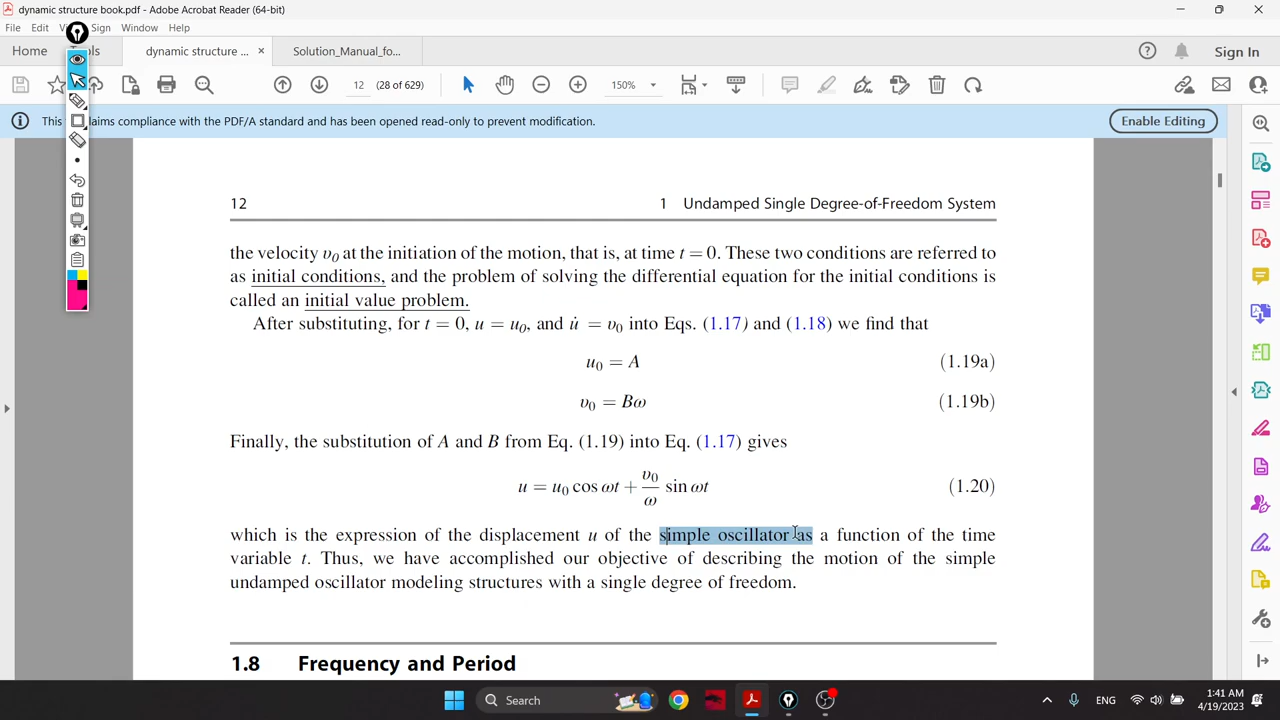 dynamic structure book.pdf - Adobe Acrobat Reader (64-bit)
File Edit Sign Window Help
Home dynamic structure ... × Solution_Manual_fo... Sign In
12 (28 of 629) 150%
This claims compliance with the PDF/A standard and has been opened read-only to prevent modification. Enable Editing
12 1 Undamped Single Degree-of-Freedom System
the velocity υ₀ at the initiation of the motion, that is, at time t = 0. These two conditions are referred to
as initial conditions, and the problem of solving the differential equation for the initial conditions is
called an initial value problem.
After substituting, for t = 0, u = u₀, and u̇ = υ₀ into Eqs. (1.17) and (1.18) we find that
u₀ = A (1.19a)
υ₀ = Bω (1.19b)
Finally, the substitution of A and B from Eq. (1.19) into Eq. (1.17) gives
u = u₀ cos ωt + υ₀/ω sin ωt (1.20)
which is the expression of the displacement u of the simple oscillator as a function of the time
variable t. Thus, we have accomplished our objective of describing the motion of the simple
undamped oscillator modeling structures with a single degree of freedom.
1.8 Frequency and Period
Search ENG 1:41 AM
4/19/2023